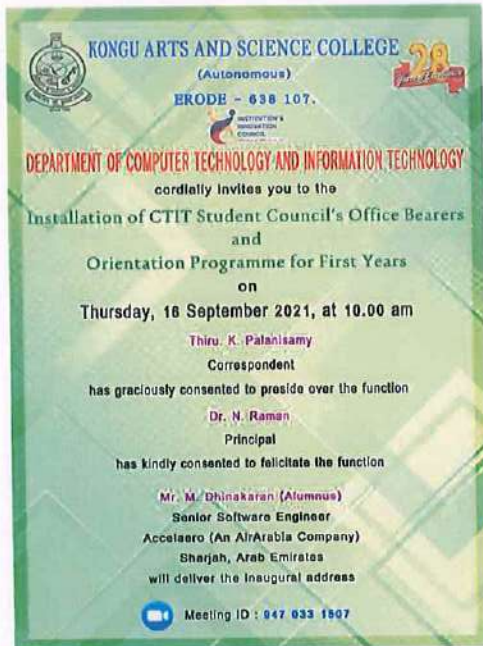 KONGU ARTS AND SCIENCE COLLEGE
(Autonomous)
ERODE - 638 107.
28
INSTITUTION'S
INNOVATION
COUNCIL
DEPARTMENT OF COMPUTER TECHNOLOGY AND INFORMATION TECHNOLOGY
cordially invites you to the
Installation of CTIT Student Council's Office Bearers
and
Orientation Programme for First Years
on
Thursday, 16 September 2021, at 10.00 am
Thiru. K. Palanisamy
Correspondent
has graciously consented to preside over the function
Dr. N. Raman
Principal
has kindly consented to felicitate the function
Mr. M. Dhinakaran (Alumnus)
Senior Software Engineer
Accelaero (An AirArabia Company)
Sharjah, Arab Emirates
will deliver the inaugural address
Meeting ID : 947 033 1507